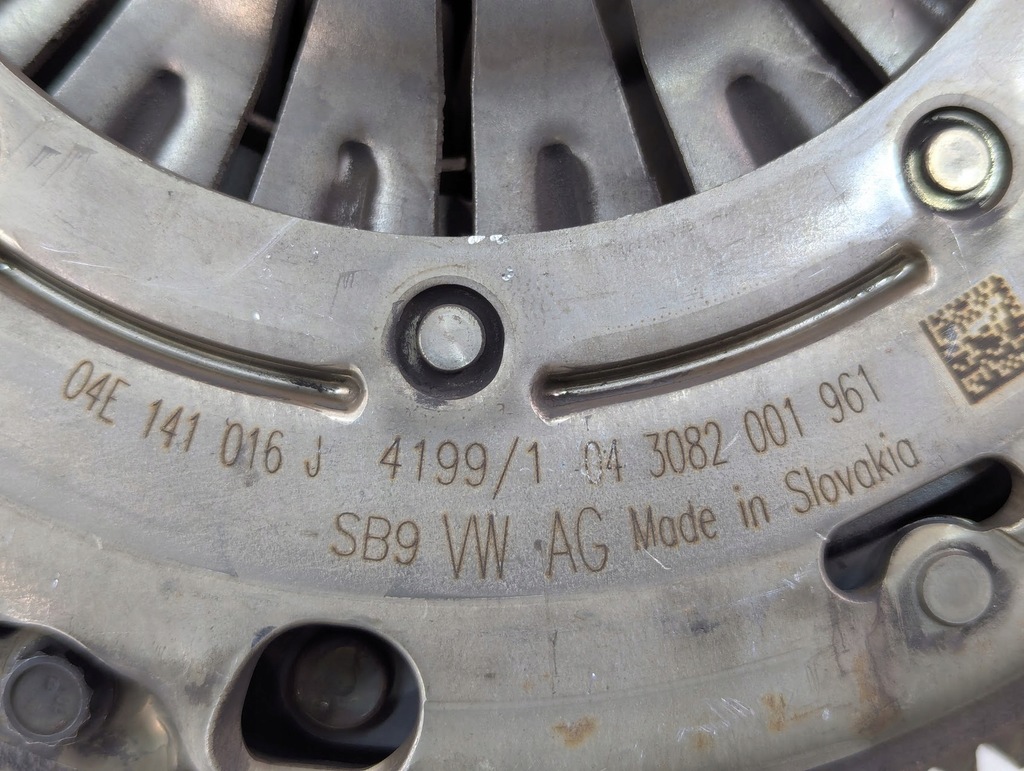 04E 141 016 J 4199/1 04 3082 001 961
SB9 VW AG Made in Slovakia